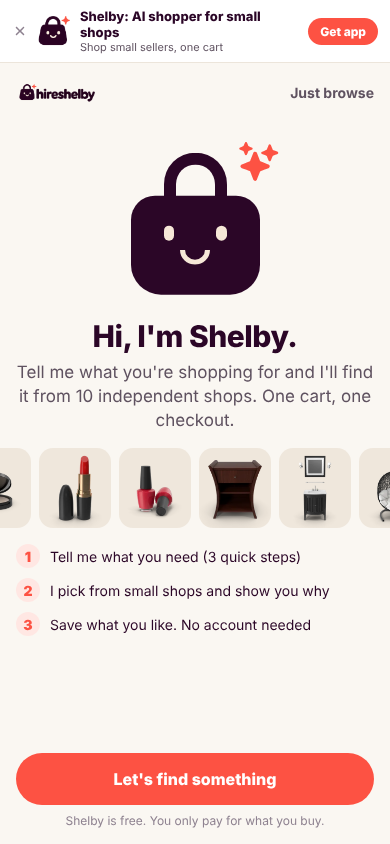 Shelby: AI shopper for small
shops
Shop small sellers, one cart
Get app
hireshelby
Just browse
Hi, I'm Shelby.
Tell me what you're shopping for and I'll find
it from 10 independent shops. One cart, one
checkout.
1 Tell me what you need (3 quick steps)
2 I pick from small shops and show you why
3 Save what you like. No account needed
Let's find something
Shelby is free. You only pay for what you buy.